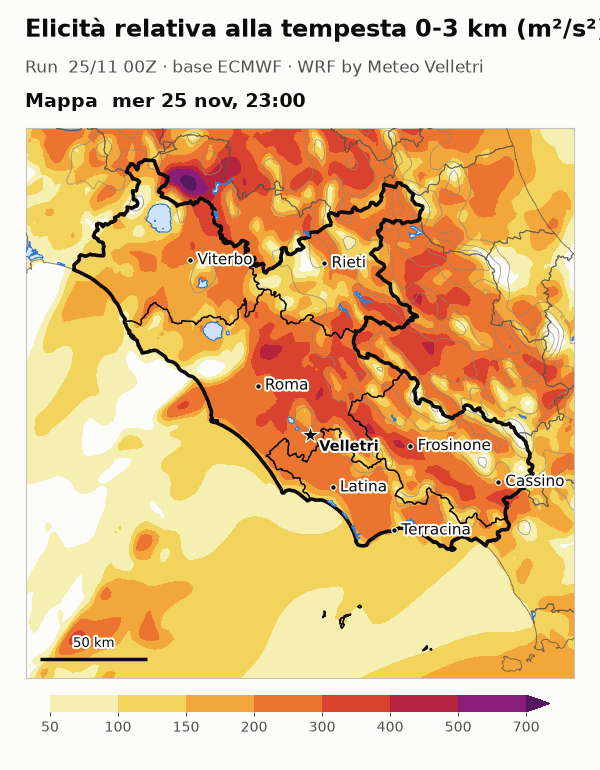 Elicità relativa alla tempesta 0-3 km (m²/s²)
Run  25/11 00Z · base ECMWF · WRF by Meteo Velletri
Mappa  mer 25 nov, 23:00
Viterbo
Rieti
Roma
Velletri
Frosinone
Latina
Cassino
Terracina
50 km
50 100 150 200 300 400 500 700